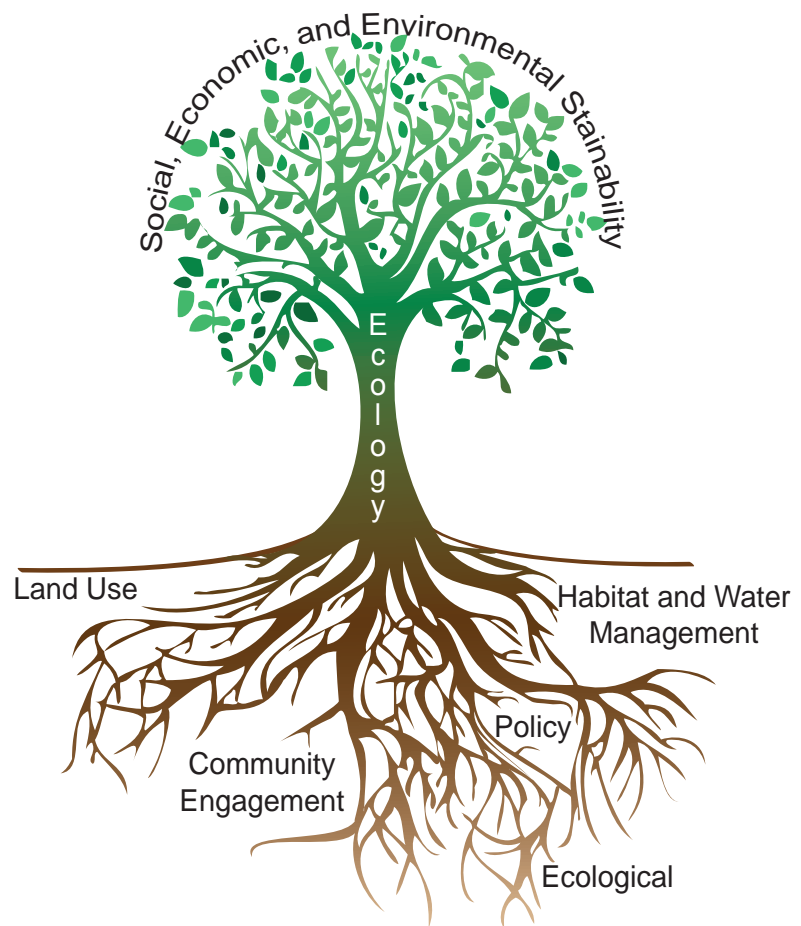 Social, Economic, and Environmental Stainability
Ecology
Land Use
Habitat and Water
Management
Policy
Community
Engagement
Ecological